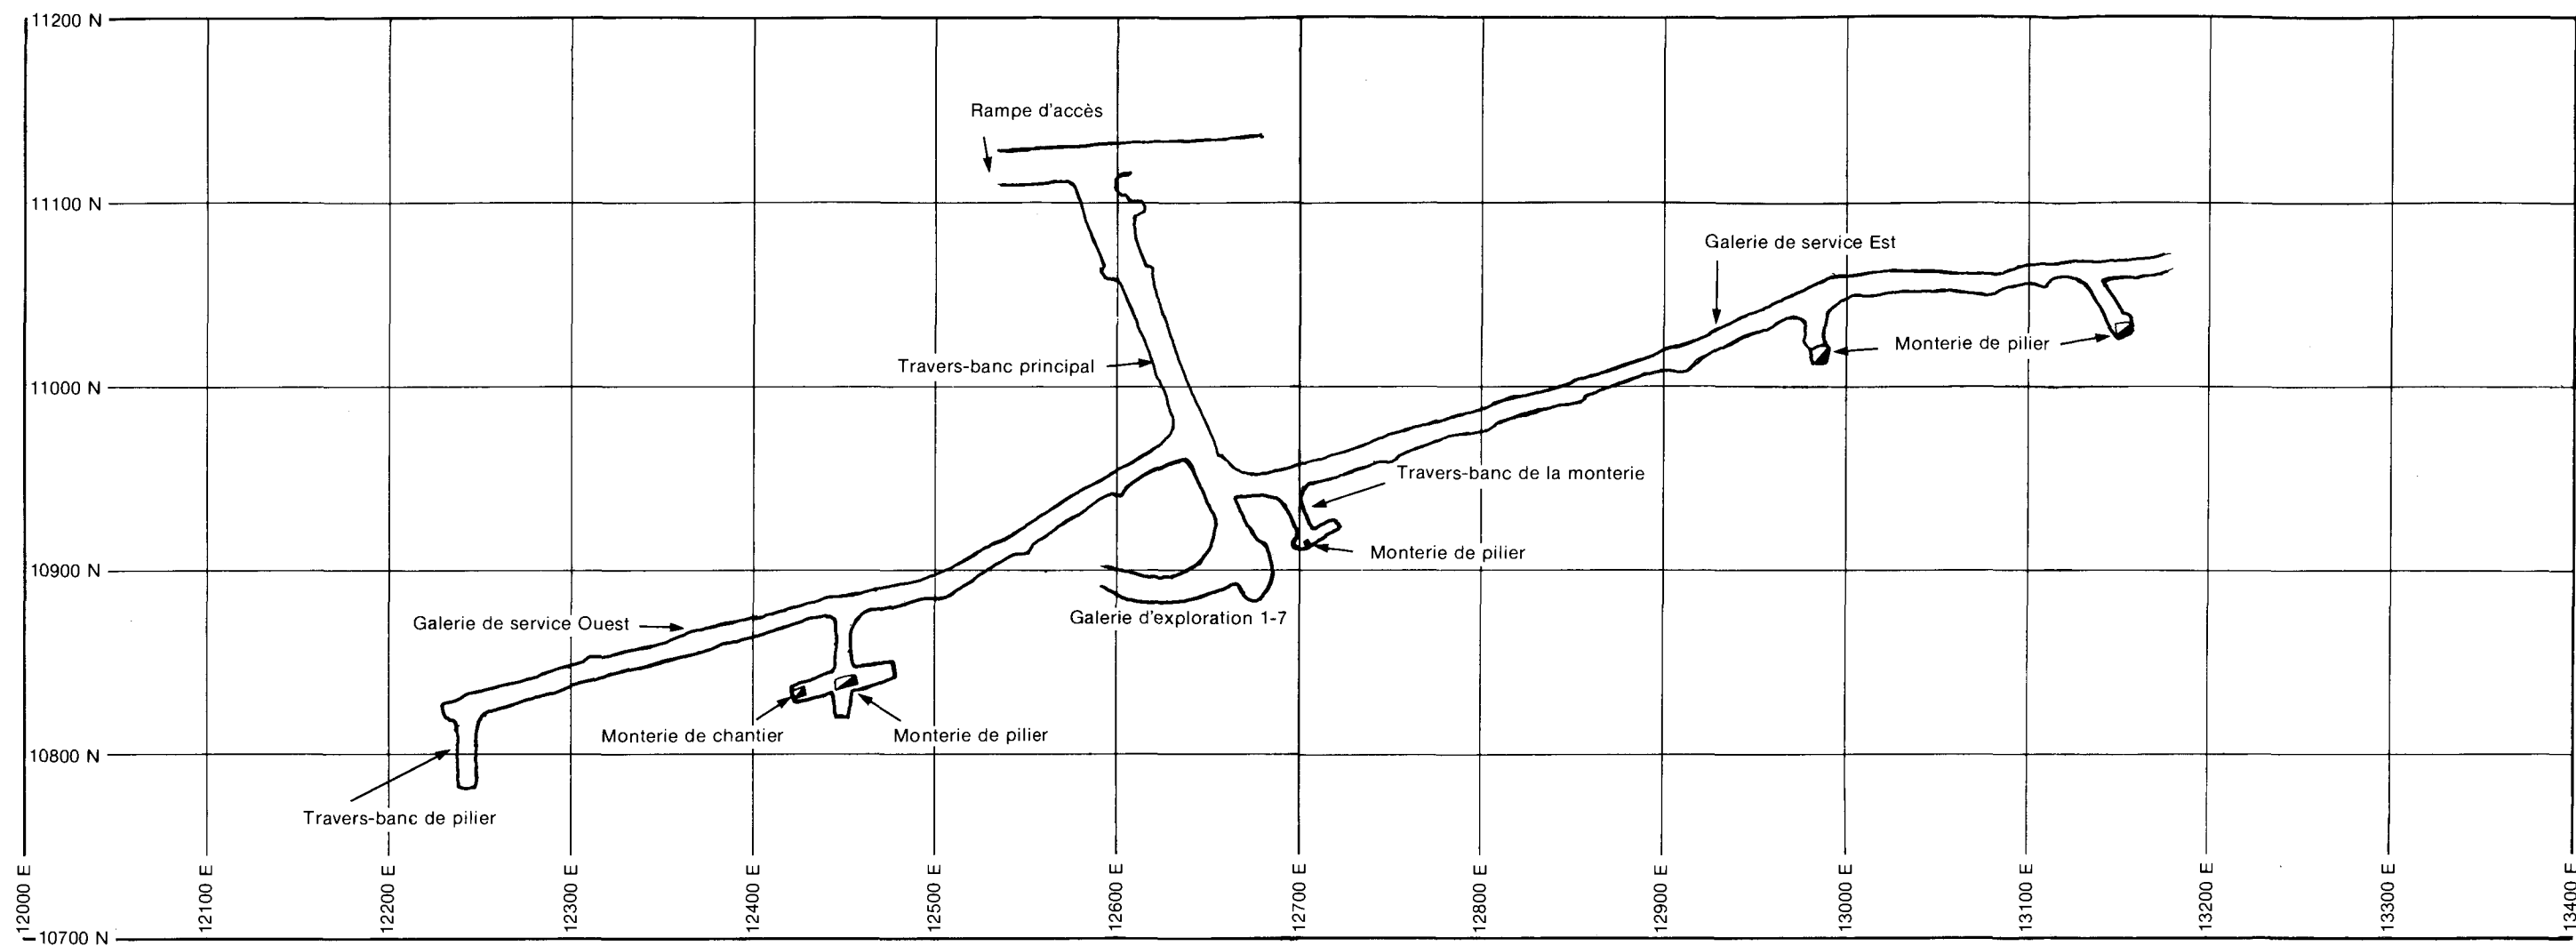 11200 N
Rampe d'accès
11100 N
Galerie de service Est
Monterie de pilier
Travers-banc principal
11000 N
Travers-banc de la monterie
Monterie de pilier
10900 N
Galerie d'exploration 1-7
Galerie de service Ouest
Monterie de chantier
Monterie de pilier
10800 N
Travers-banc de pilier
12000 E
12100 E
12200 E
12300 E
12400 E
12500 E
12600 E
12700 E
12800 E
12900 E
13000 E
13100 E
13200 E
13300 E
13400 E
10700 N